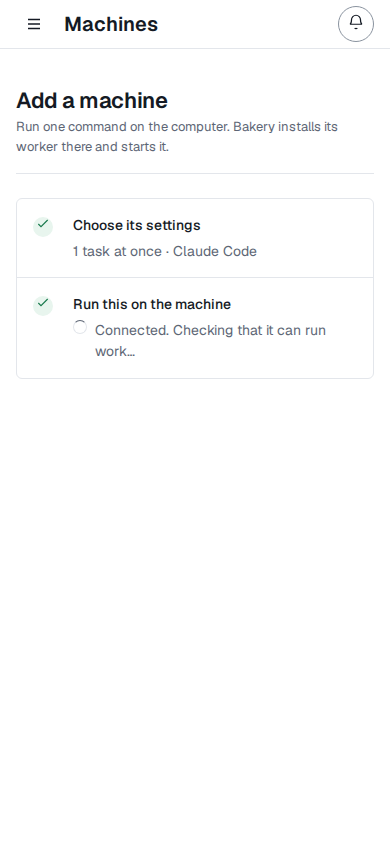 Machines
Add a machine
Run one command on the computer. Bakery installs its
worker there and starts it.
Choose its settings
1 task at once · Claude Code
Run this on the machine
Connected. Checking that it can run
work…